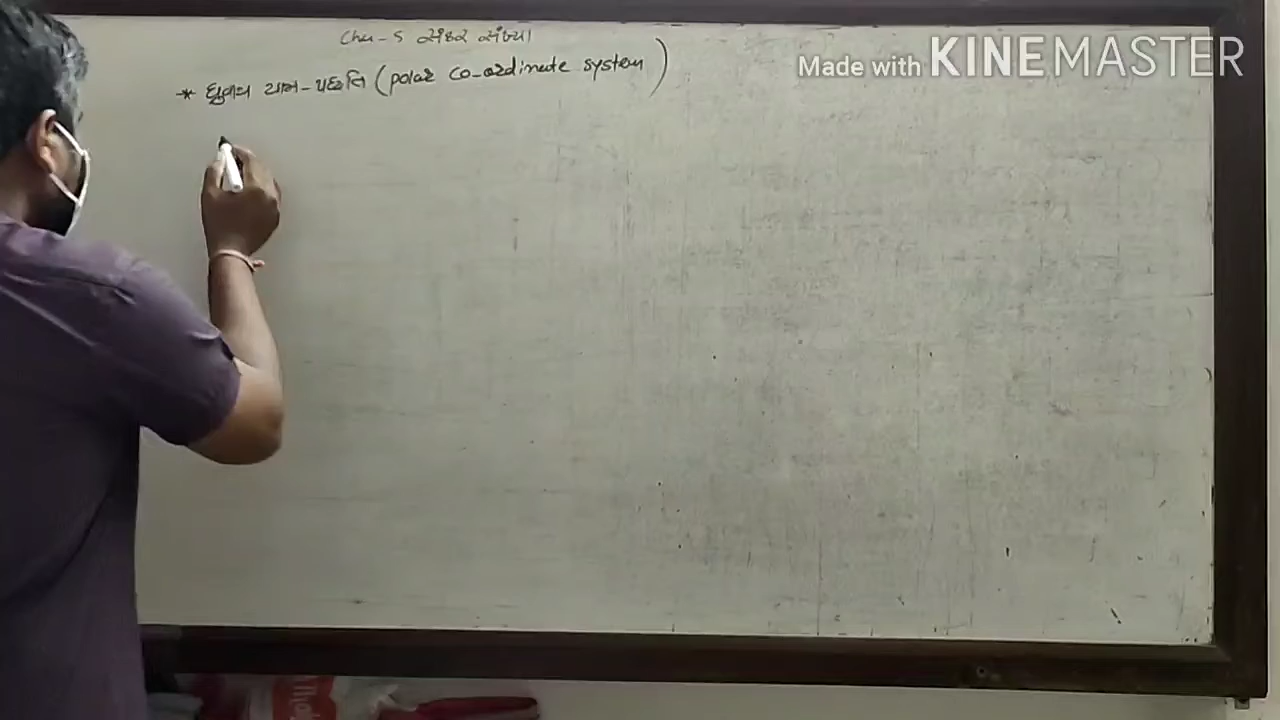 Chu-5 સંકર સંખ્યા
* ધ્રુવીય યામ-પદ્ધતિ (polar co-ordinate system)
Made with KINEMASTER